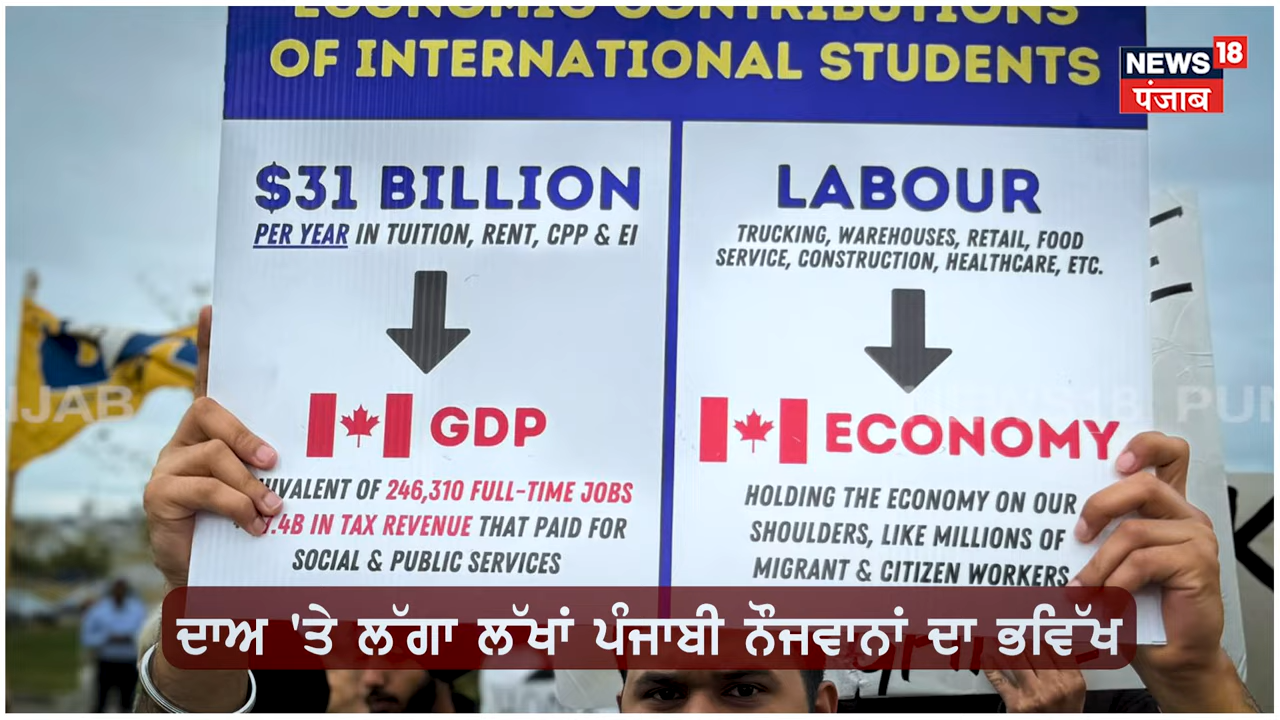 ECONOMIC CONTRIBUTIONS
OF INTERNATIONAL STUDENTS
NEWS 18
ਪੰਜਾਬ
$31 BILLION
PER YEAR IN TUITION, RENT, CPP & EI
GDP
OF 246,310 FULL-TIME JOBS
IN TAX REVENUE THAT PAID FOR
SOCIAL & PUBLIC SERVICES
LABOUR
TRUCKING, WAREHOUSES, RETAIL, FOOD
SERVICE, CONSTRUCTION, HEALTHCARE, ETC.
ECONOMY
HOLDING THE ECONOMY ON OUR
SHOULDERS, LIKE MILLIONS OF
MIGRANT & CITIZEN WORKERS
ਦਾਅ 'ਤੇ ਲੱਗਾ ਲੱਖਾਂ ਪੰਜਾਬੀ ਨੌਜਵਾਨਾਂ ਦਾ ਭਵਿੱਖ